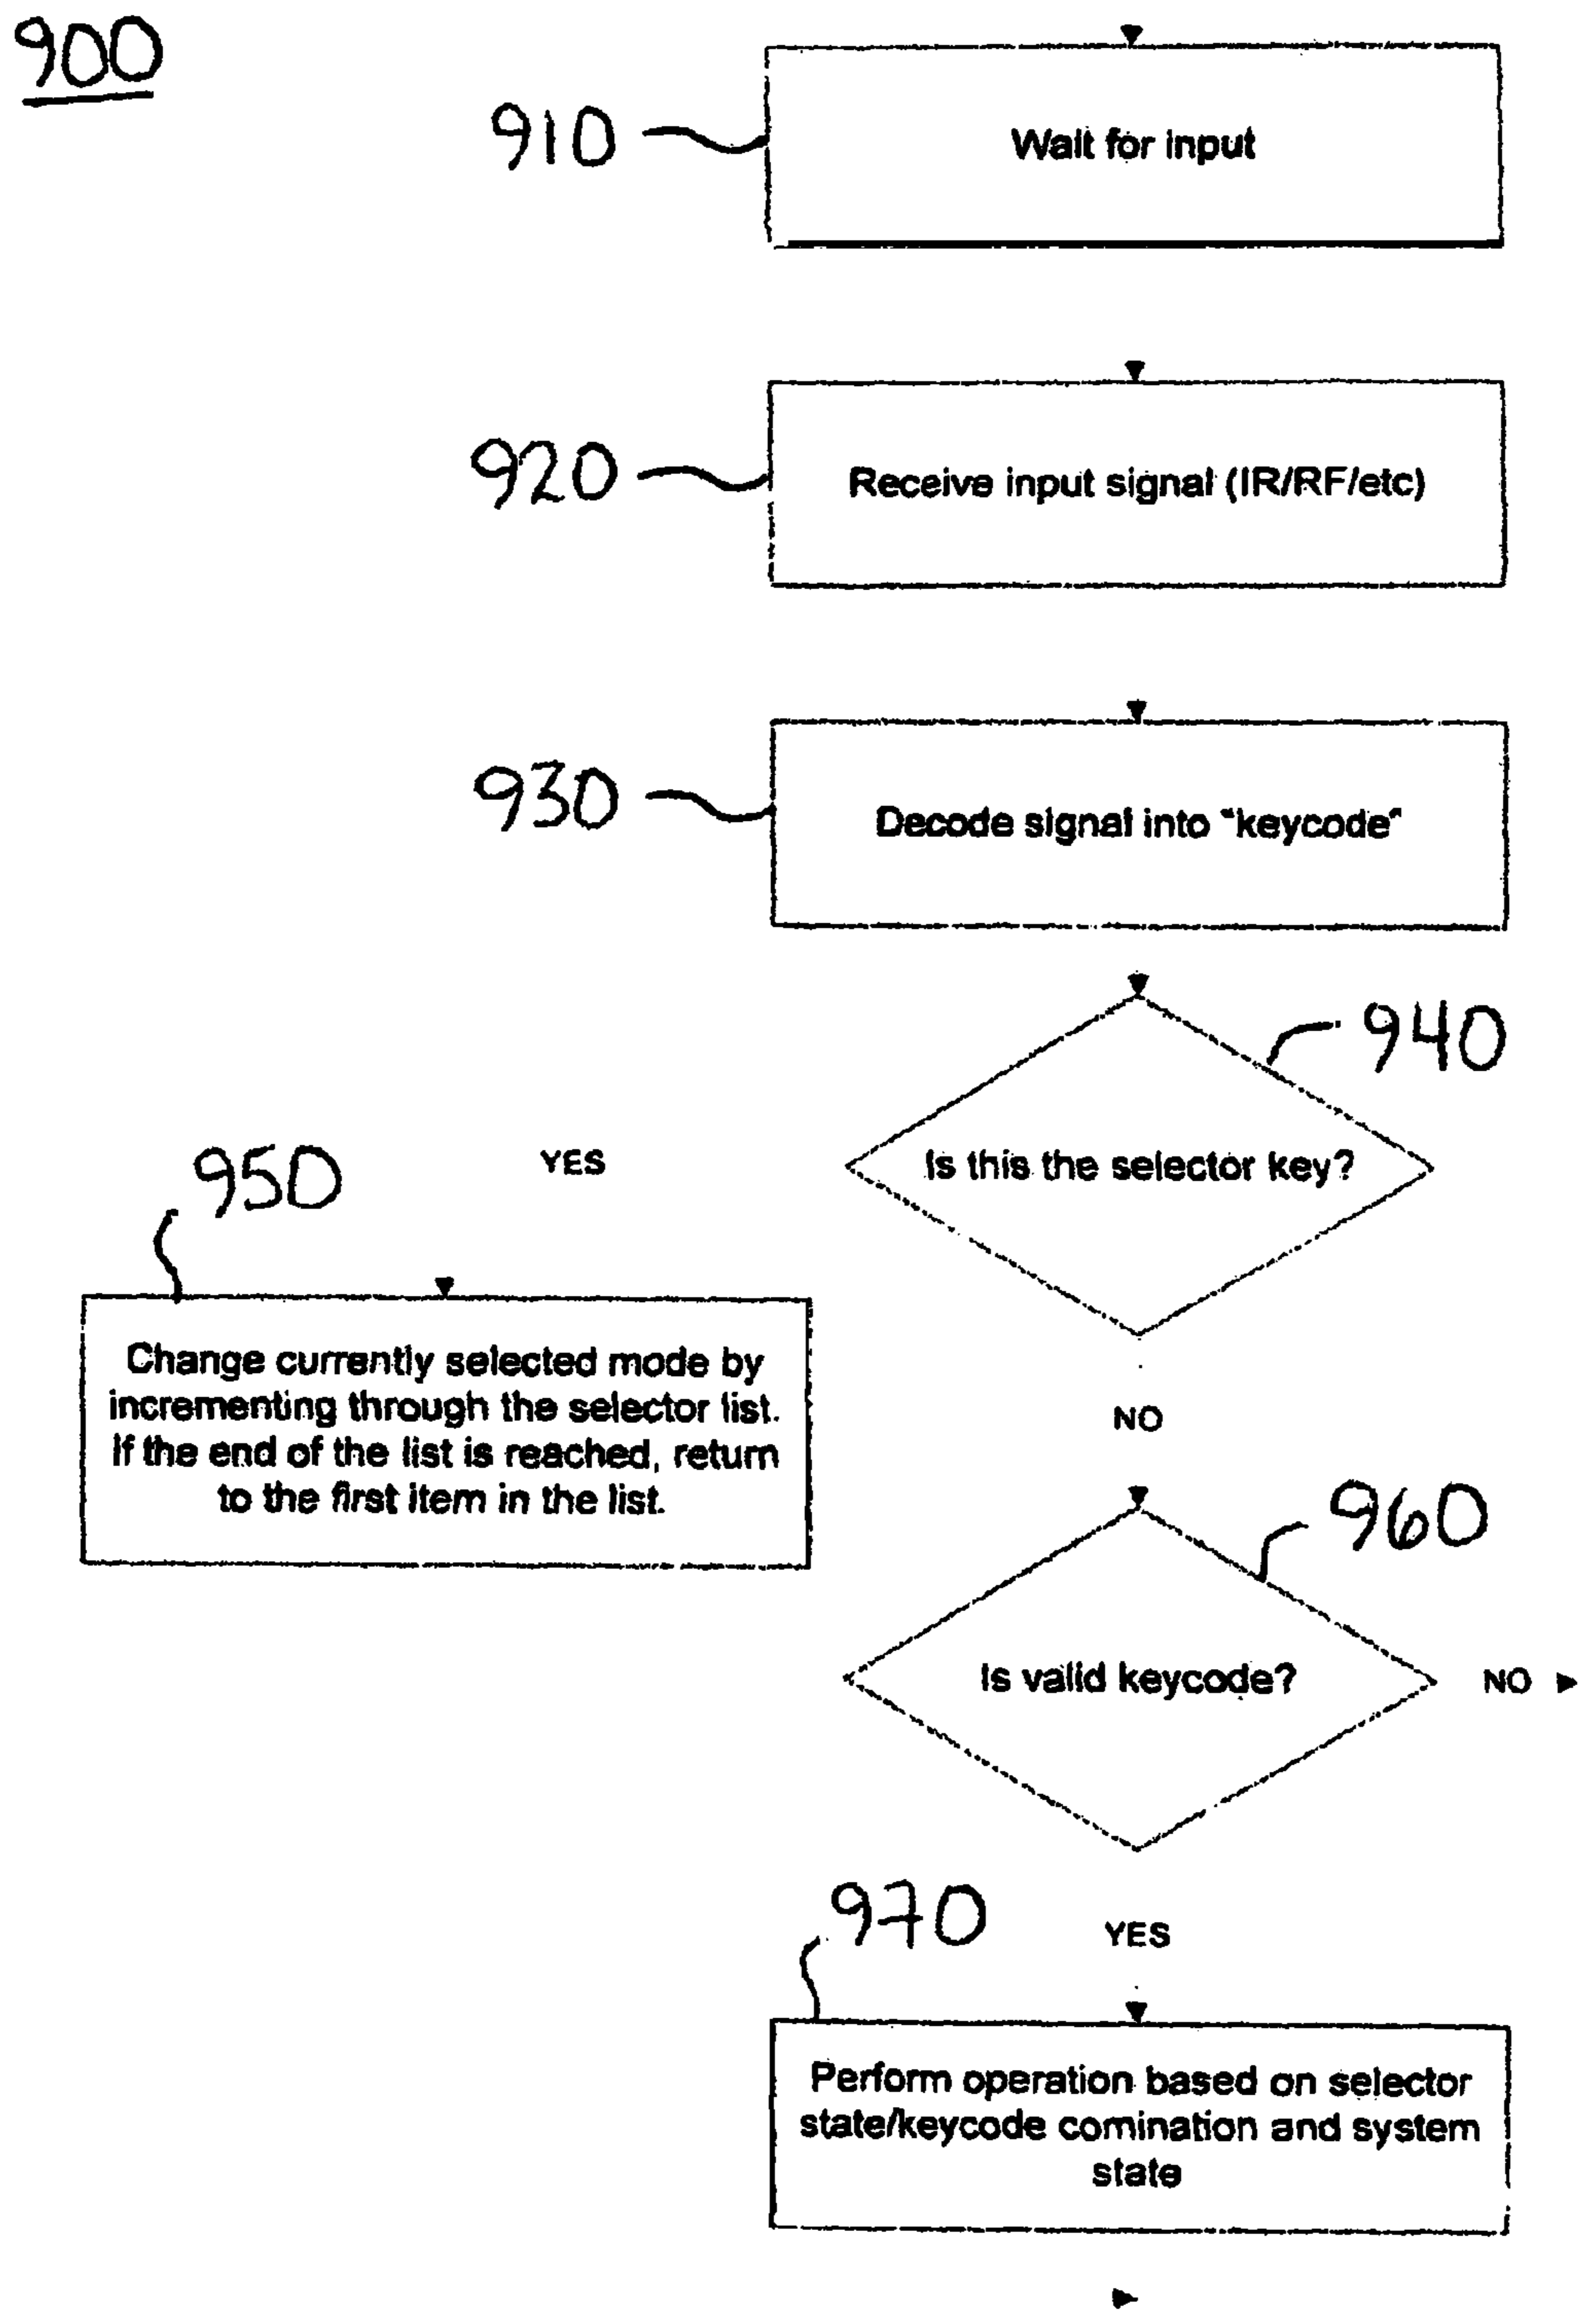 900
910
Wait for input
920
Receive input signal (IR/RF/etc)
930
Decode signal into "keycode"
940
Is this the selector key?
YES
950
Change currently selected mode by
incrementing through the selector list.
If the end of the list is reached, return
to the first item in the list.
NO
960
Is valid keycode?
NO
970
YES
Perform operation based on selector
state/keycode comination and system
state